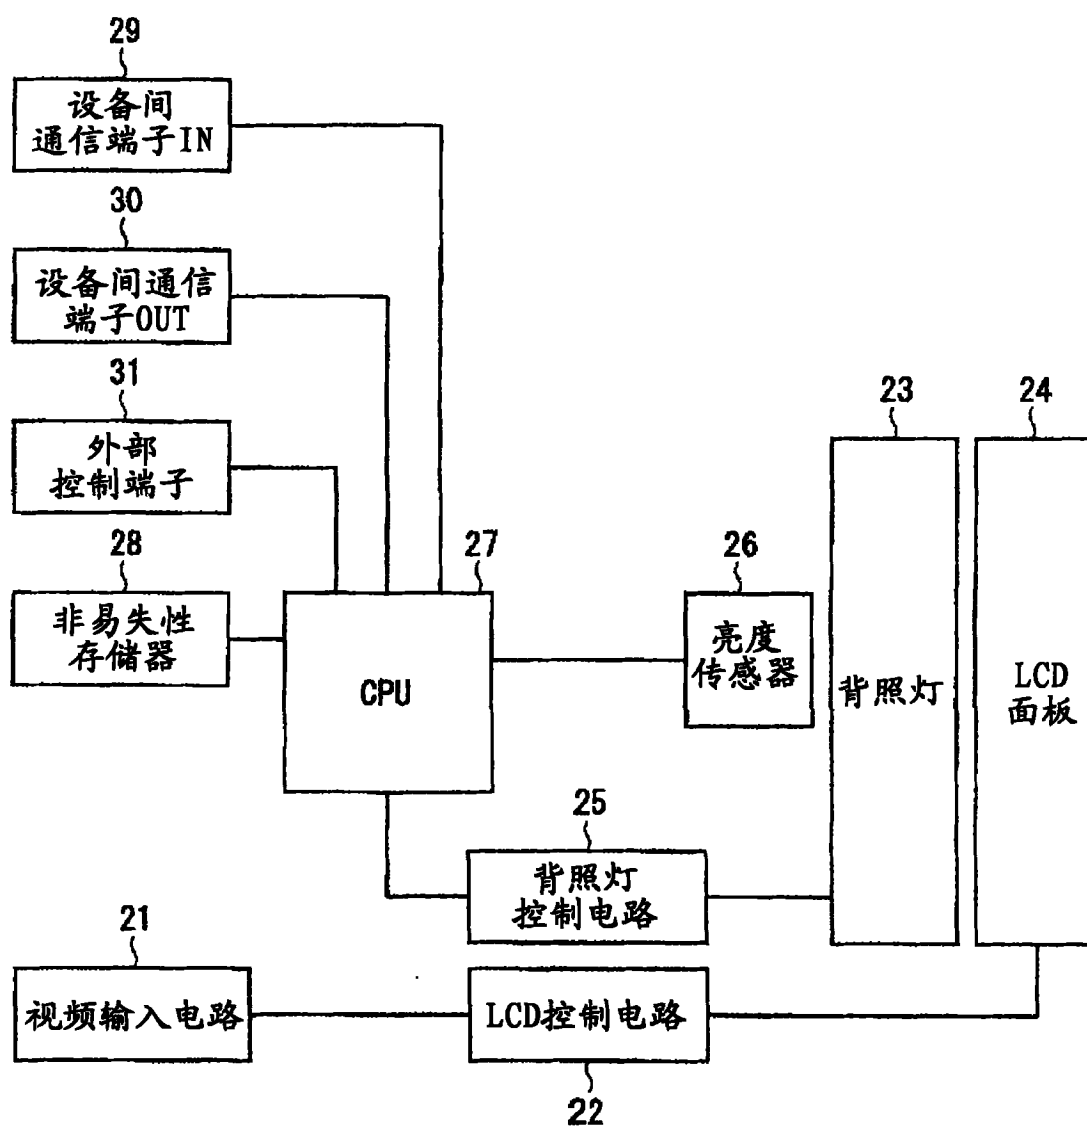 29
设备间
通信端子IN
30
设备间通信
端子OUT
31
外部
控制端子
28
非易失性
存储器
27
CPU
26
亮度
传感器
23
背照灯
24
LCD
面板
25
背照灯
控制电路
21
视频输入电路
LCD控制电路
22